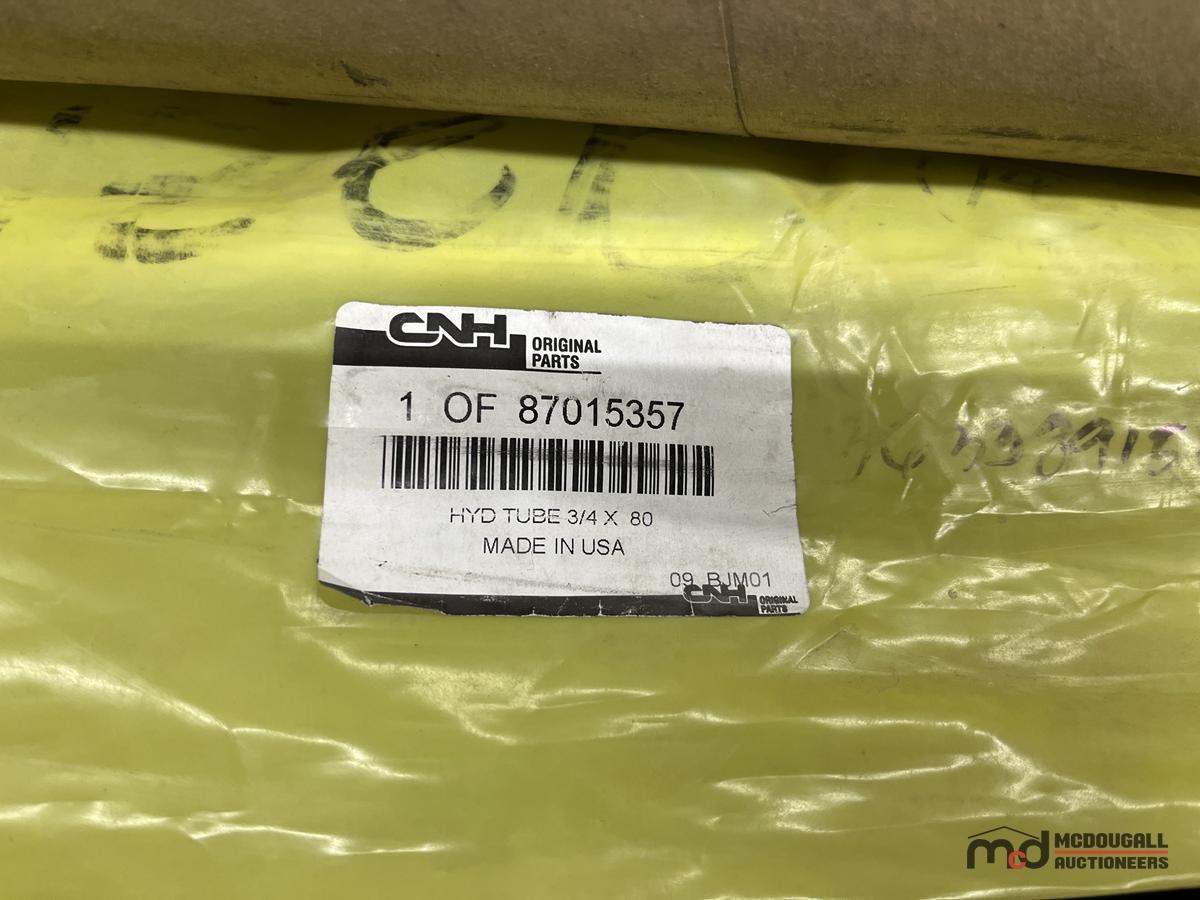 CNH ORIGINAL
PARTS
1 OF 87015357
HYD TUBE 3/4 X 80
MADE IN USA
09 BJM01
CNH ORIGINAL
PARTS
mcd MCDOUGALL
AUCTIONEERS